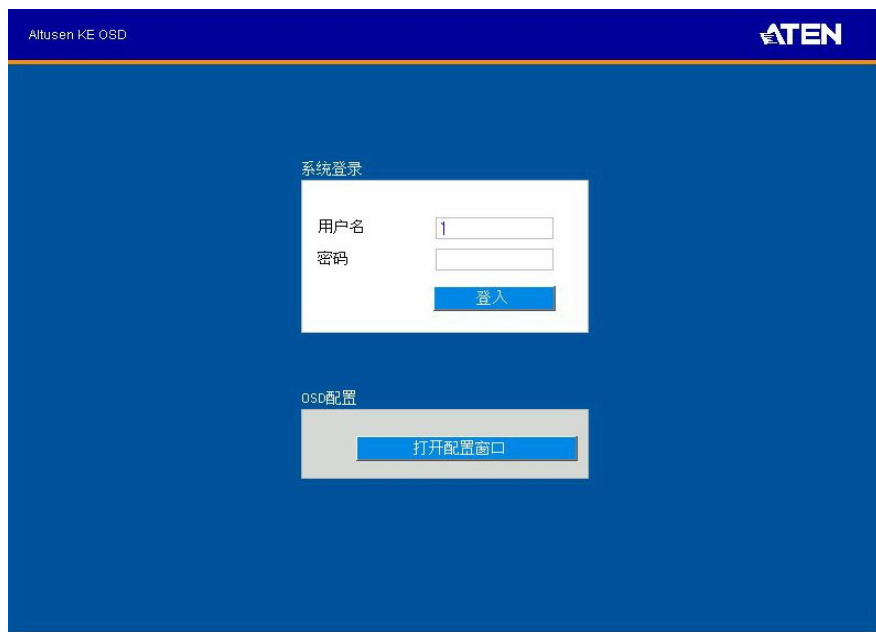 Altusen KE OSD
ATEN
系统登录
用户名
1
密码
登入
OSD配置
打开配置窗口